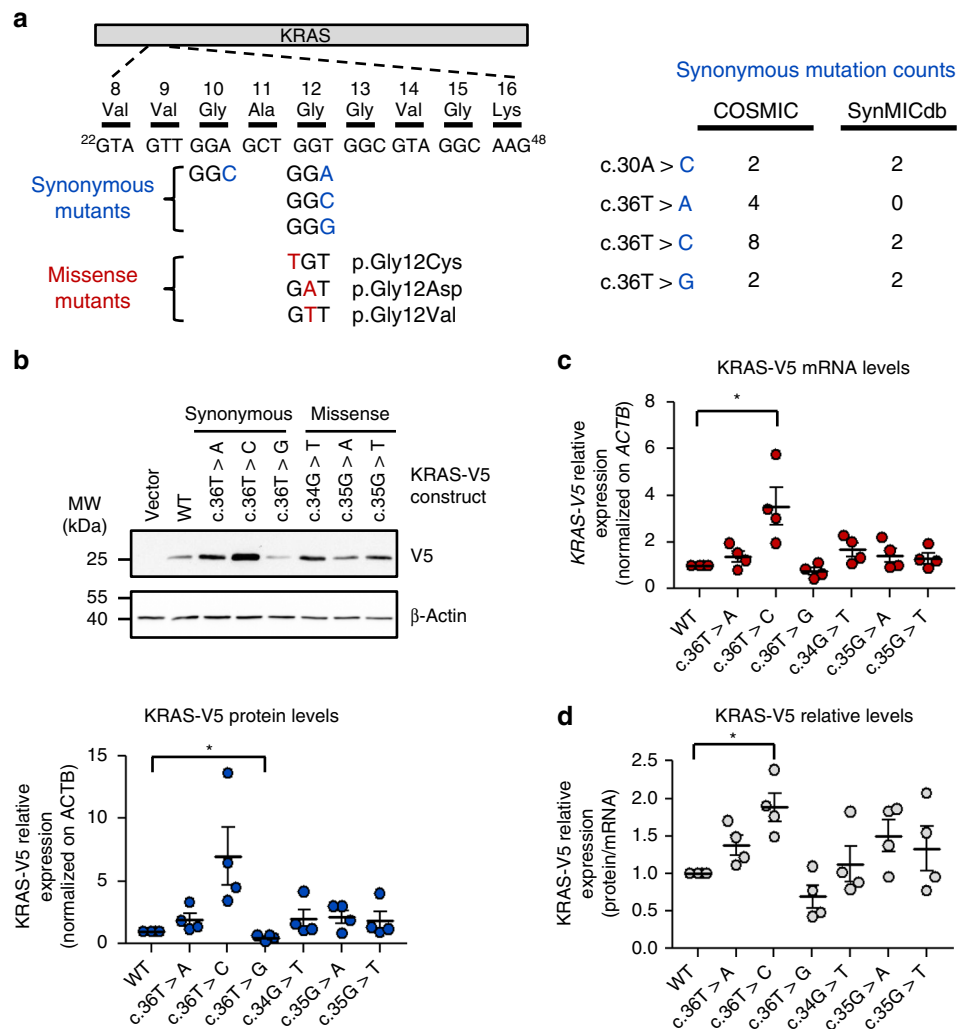 a
KRAS
8 9 10 11 12 13 14 15 16
Val Val Gly Ala Gly Gly Val Gly Lys
22GTA GTT GGA GCT GGT GGC GTA GGC AAG48
Synonymous mutants
GGC GGA
GGC
GGG
Missense mutants
TGT p.Gly12Cys
GAT p.Gly12Asp
GTT p.Gly12Val
Synonymous mutation counts
COSMIC SynMICdb
c.30A > C 2 2
c.36T > A 4 0
c.36T > C 8 2
c.36T > G 2 2
b
Synonymous Missense
Vector WT c.36T > A c.36T > C c.36T > G c.34G > T c.35G > A c.35G > T
KRAS-V5 construct
MW (kDa)
25 V5
55
40 β-Actin
KRAS-V5 protein levels
KRAS-V5 relative expression (normalized on ACTB)
15
10
5
0
*
WT c.36T > A c.36T > C c.36T > G c.34G > T c.35G > A c.35G > T
c
KRAS-V5 mRNA levels
KRAS-V5 relative expression (normalized on ACTB)
8
6
4
2
0
*
WT c.36T > A c.36T > C c.36T > G c.34G > T c.35G > A c.35G > T
d
KRAS-V5 relative levels
KRAS-V5 relative expression (protein/mRNA)
2.5
2.0
1.5
1.0
0.5
0.0
*
WT c.36T > A c.36T > C c.36T > G c.34G > T c.35G > A c.35G > T